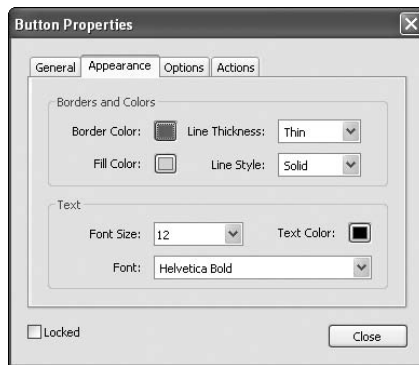 Button Properties
General Appearance Options Actions
Borders and Colors
Border Color: Line Thickness: Thin
Fill Color: Line Style: Solid
Text
Font Size: 12 Text Color:
Font: Helvetica Bold
Locked Close